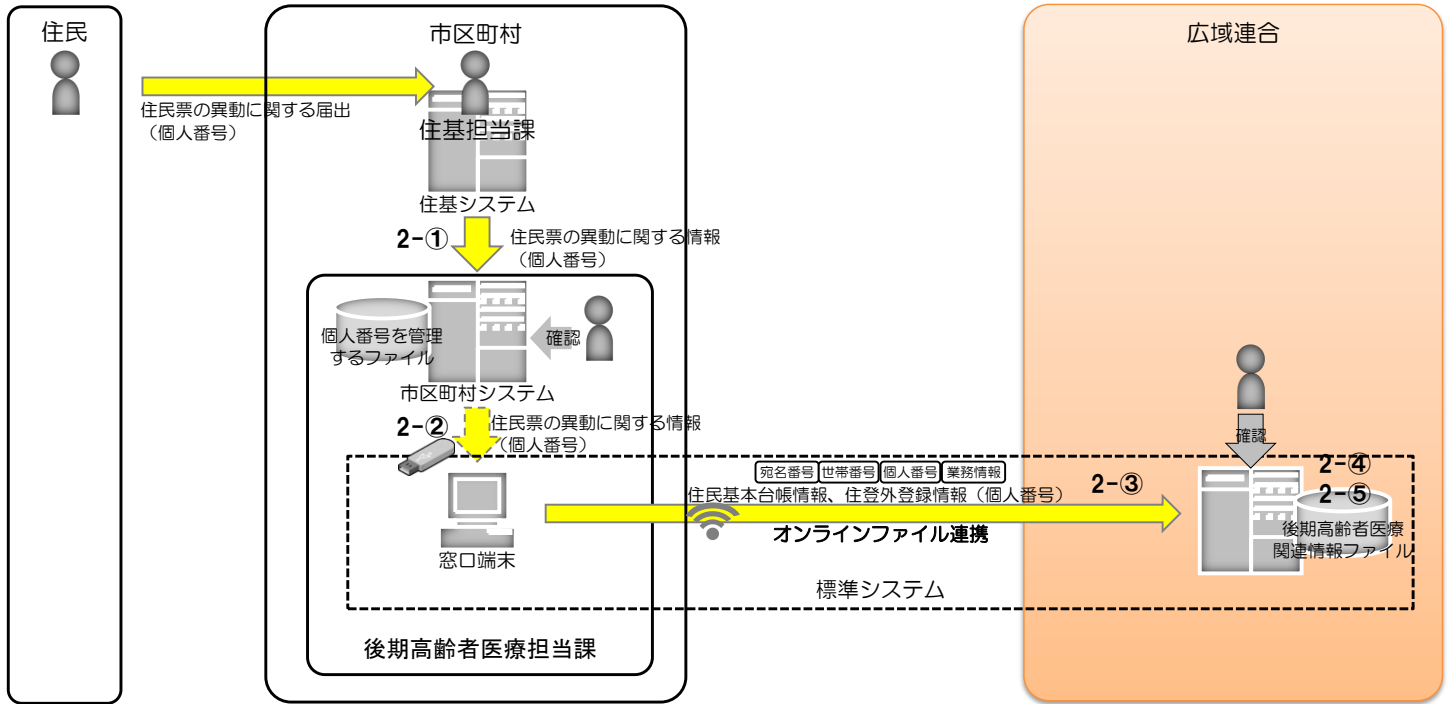 住民
市区町村
広域連合
住民票の異動に関する届出
（個人番号）
住基担当課
住基システム
2-①
住民票の異動に関する情報
（個人番号）
個人番号を管理
するファイル
確認
市区町村システム
2-②
住民票の異動に関する情報
（個人番号）
窓口端末
宛名番号 世帯番号 個人番号 業務情報
住民基本台帳情報、住登外登録情報（個人番号）
2-③
オンラインファイル連携
確認
2-④
2-⑤
後期高齢者医療
関連情報ファイル
標準システム
後期高齢者医療担当課